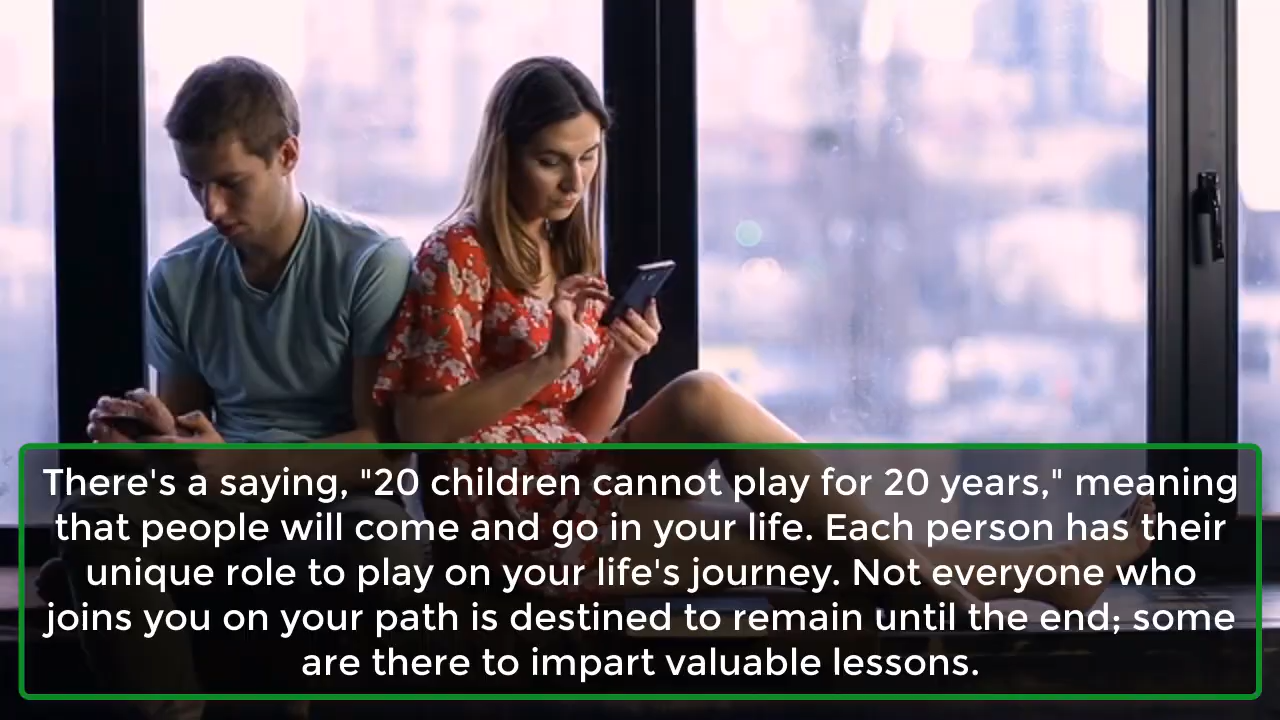 There's a saying, "20 children cannot play for 20 years," meaning
that people will come and go in your life. Each person has their
unique role to play on your life's journey. Not everyone who
joins you on your path is destined to remain until the end; some
are there to impart valuable lessons.